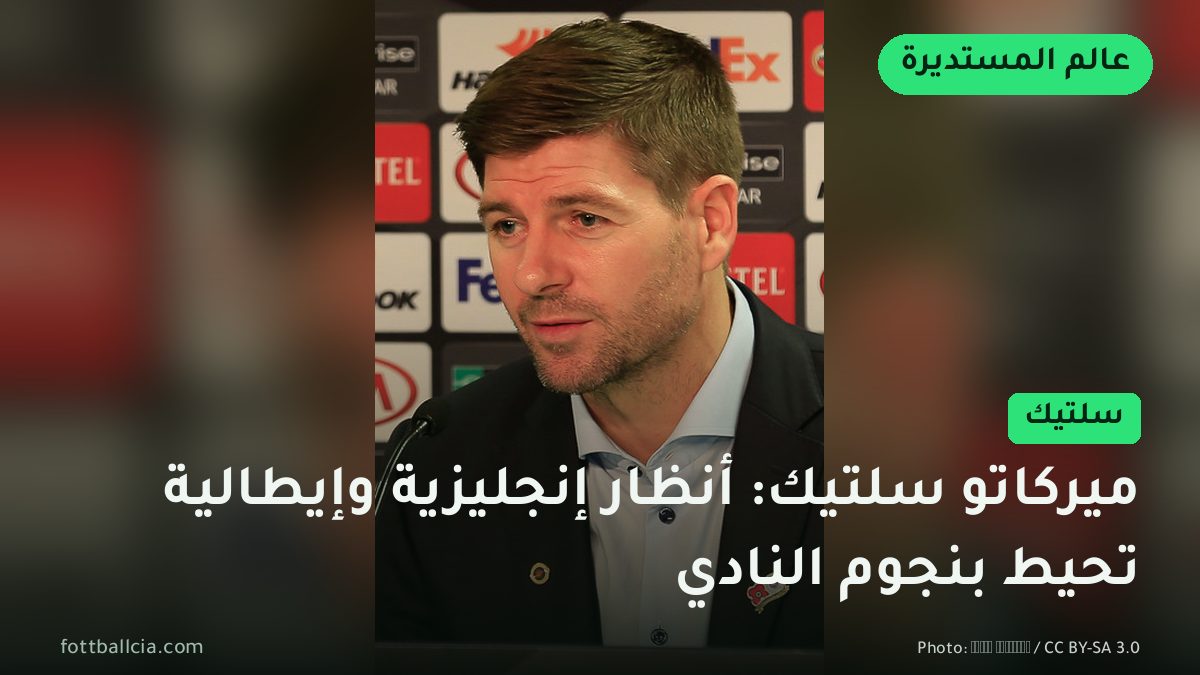 عالم المستديرة
سلتيك
ميركاتو سلتيك: أنظار إنجليزية وإيطالية
تحيط بنجوم النادي
fottballcia.com
Photo: / CC BY-SA 3.0
FedEx